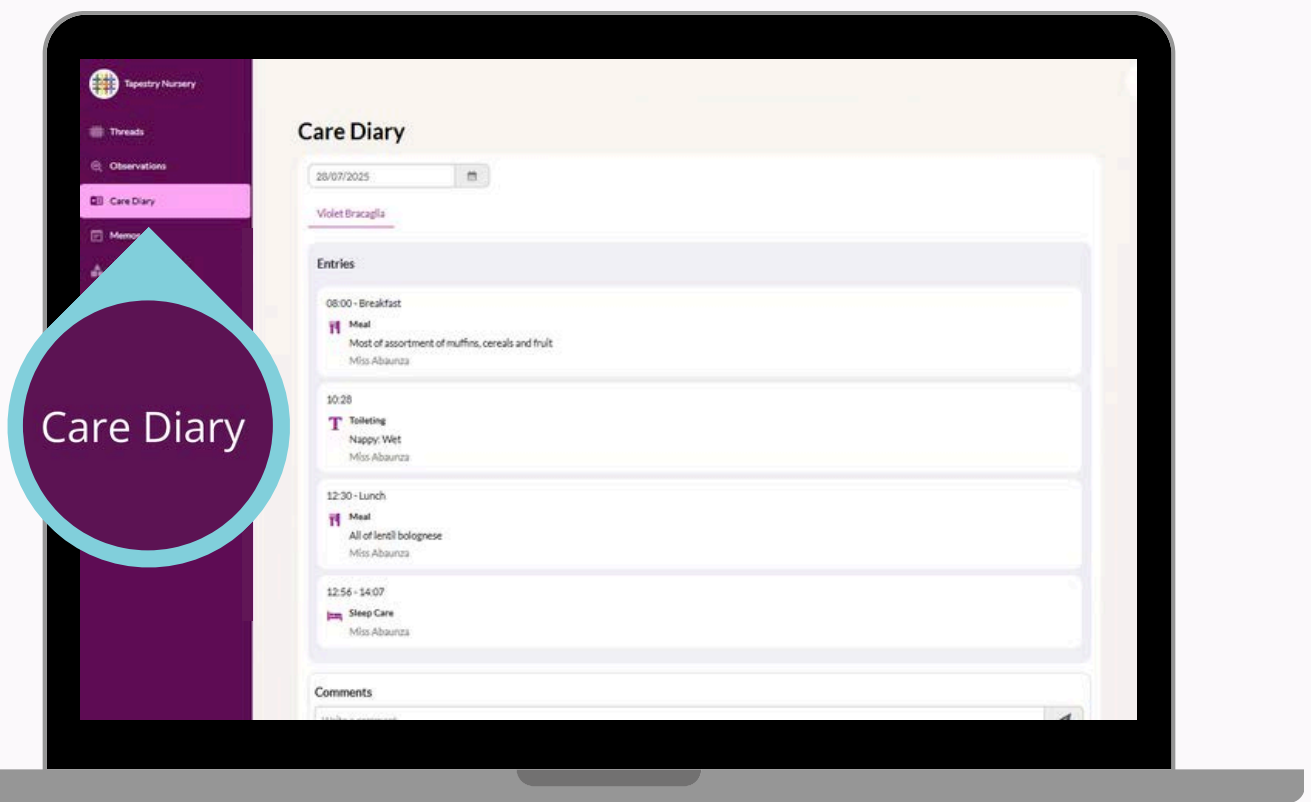 Tapestry Nursery
Threads
Observations
Care Diary
Care Diary
Care Diary
28/07/2025
Violet Bracaglia
Entries
08:00 - Breakfast
Meal
Most of assortment of muffins, cereals and fruit
Miss Abaunza
10:28
T Toileting
Nappy: Wet
Miss Abaunza
12:30 - Lunch
Meal
All of lentil bolognese
Miss Abaunza
12:56 - 14:07
Sleep Care
Miss Abaunza
Comments